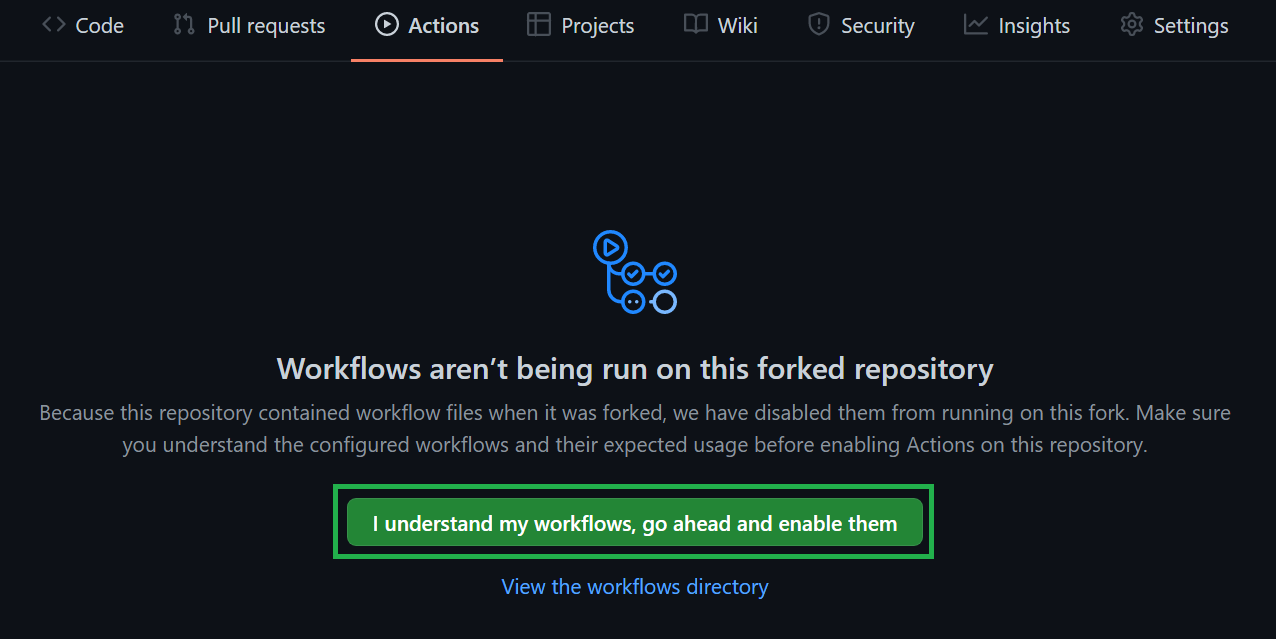 Code Pull requests Actions Projects Wiki Security Insights Settings
Workflows aren’t being run on this forked repository
Because this repository contained workflow files when it was forked, we have disabled them from running on this fork. Make sure
you understand the configured workflows and their expected usage before enabling Actions on this repository.
I understand my workflows, go ahead and enable them
View the workflows directory